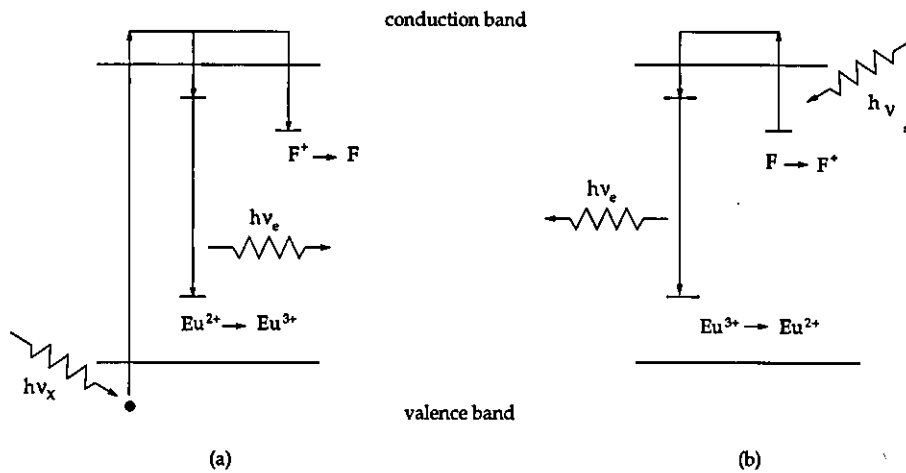 conduction band
F⁺ → F
hνₑ
Eu²⁺ → Eu³⁺
hνₓ
valence band
(a)
hν
F → F⁺
hνₑ
Eu³⁺ → Eu²⁺
(b)